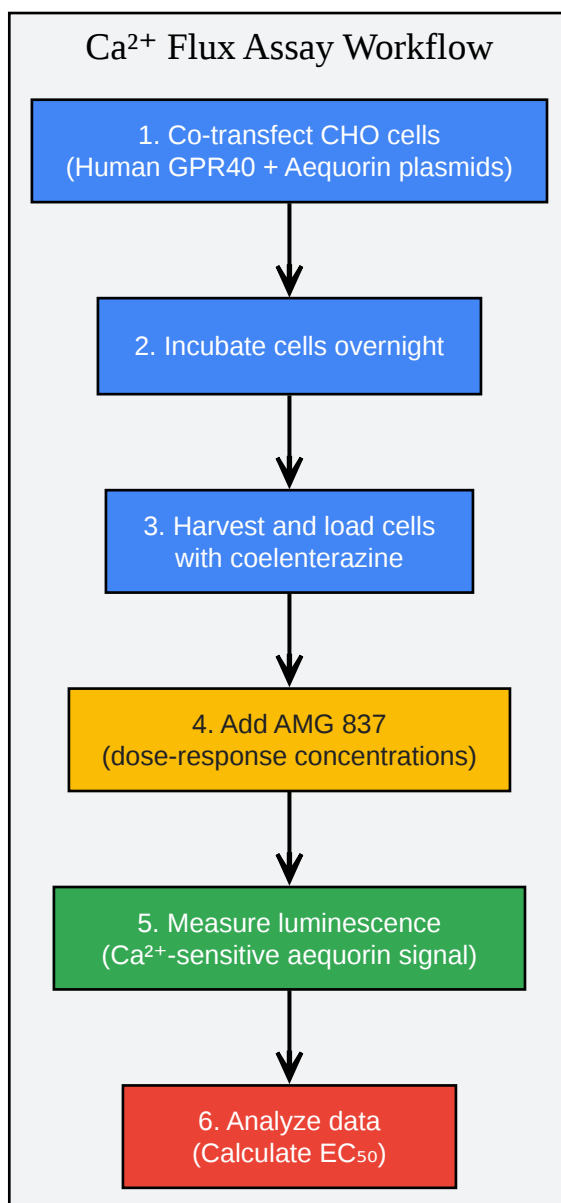 Ca²⁺ Flux Assay Workflow
1. Co-transfect CHO cells
(Human GPR40 + Aequorin plasmids)
2. Incubate cells overnight
3. Harvest and load cells
with coelenterazine
4. Add AMG 837
(dose-response concentrations)
5. Measure luminescence
(Ca²⁺-sensitive aequorin signal)
6. Analyze data
(Calculate EC₅₀)